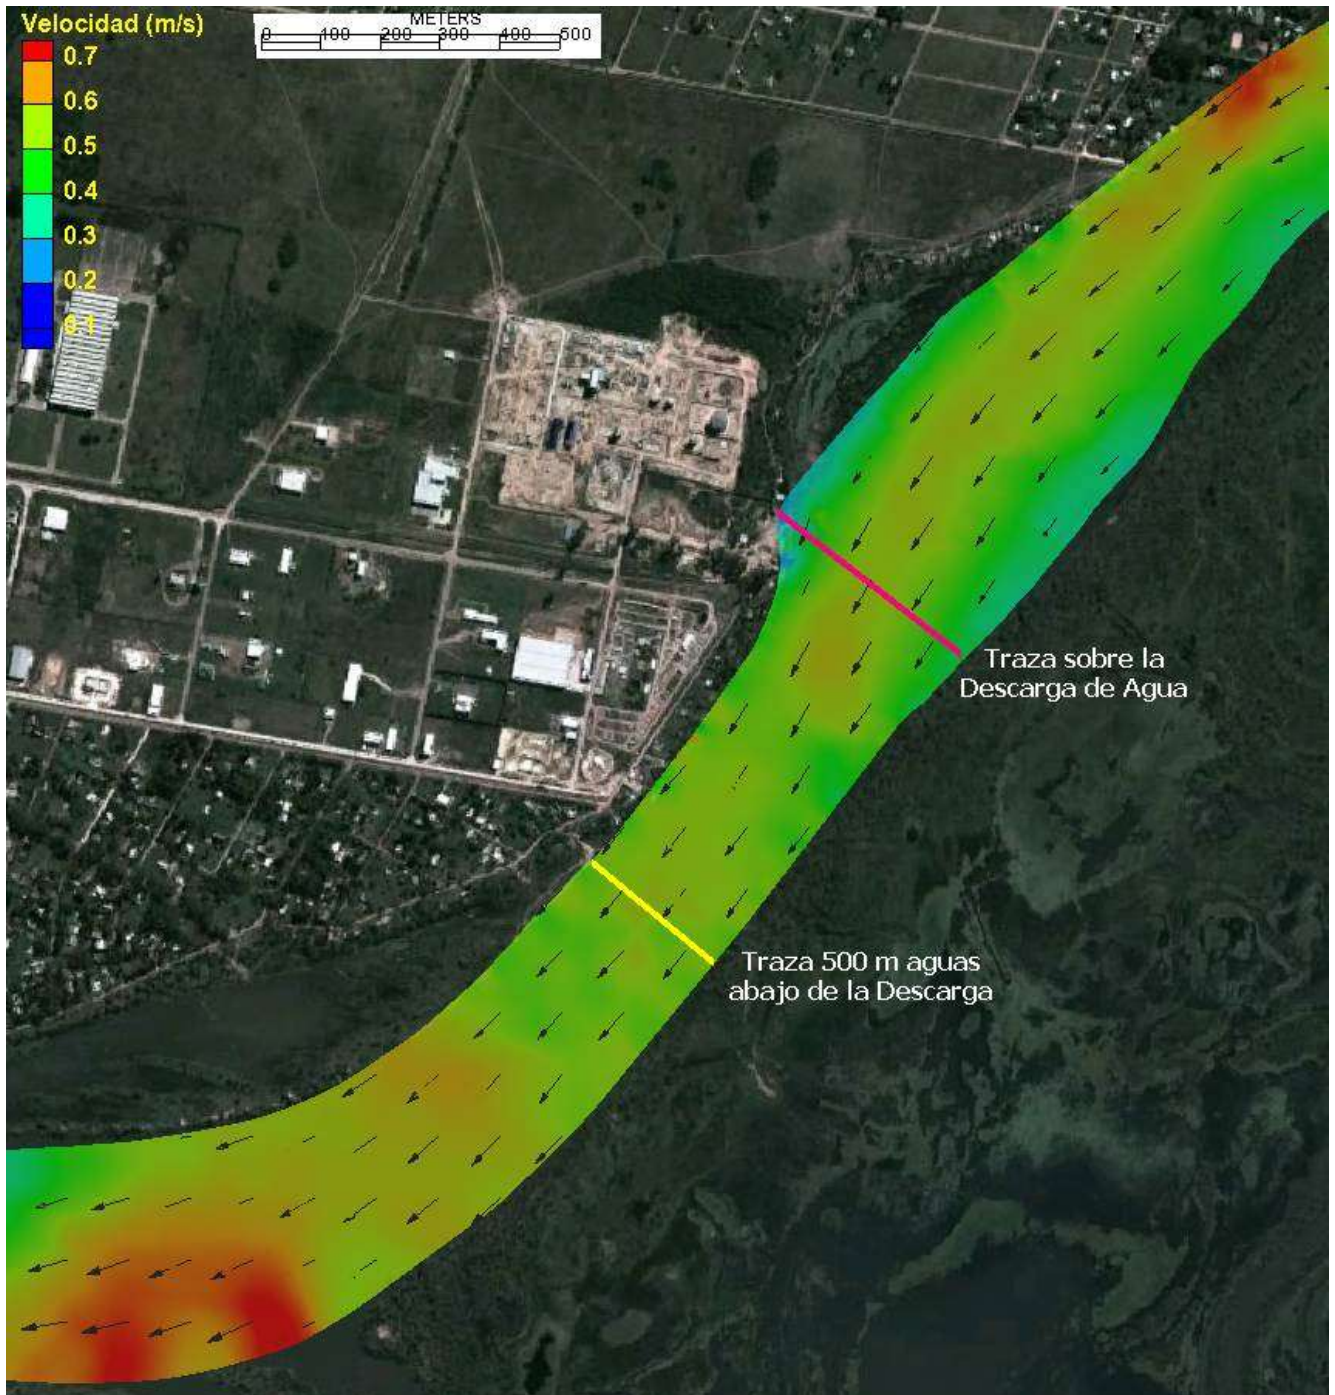 Velocidad (m/s)
0.7
0.6
0.5
0.4
0.3
0.2
0.1
METERS
0 100 200 300 400 500
Traza sobre la
Descarga de Agua
Traza 500 m aguas
abajo de la Descarga